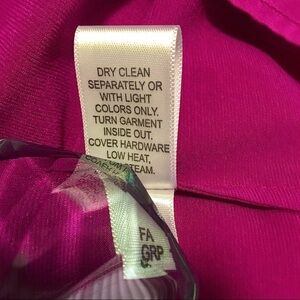 DRY CLEAN
SEPARATELY OR
WITH LIGHT
COLORS ONLY.
TURN GARMENT
INSIDE OUT.
COVER HARDWARE
LOW HEAT,
STEAM.
FA
GRP